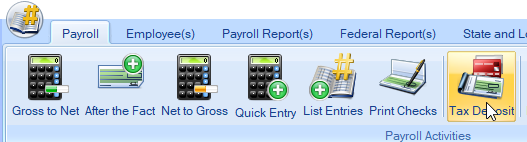 Payroll Employee(s) Payroll Report(s) Federal Report(s) State and Lo
Gross to Net After the Fact Net to Gross Quick Entry List Entries Print Checks Tax Deposit
Payroll Activities